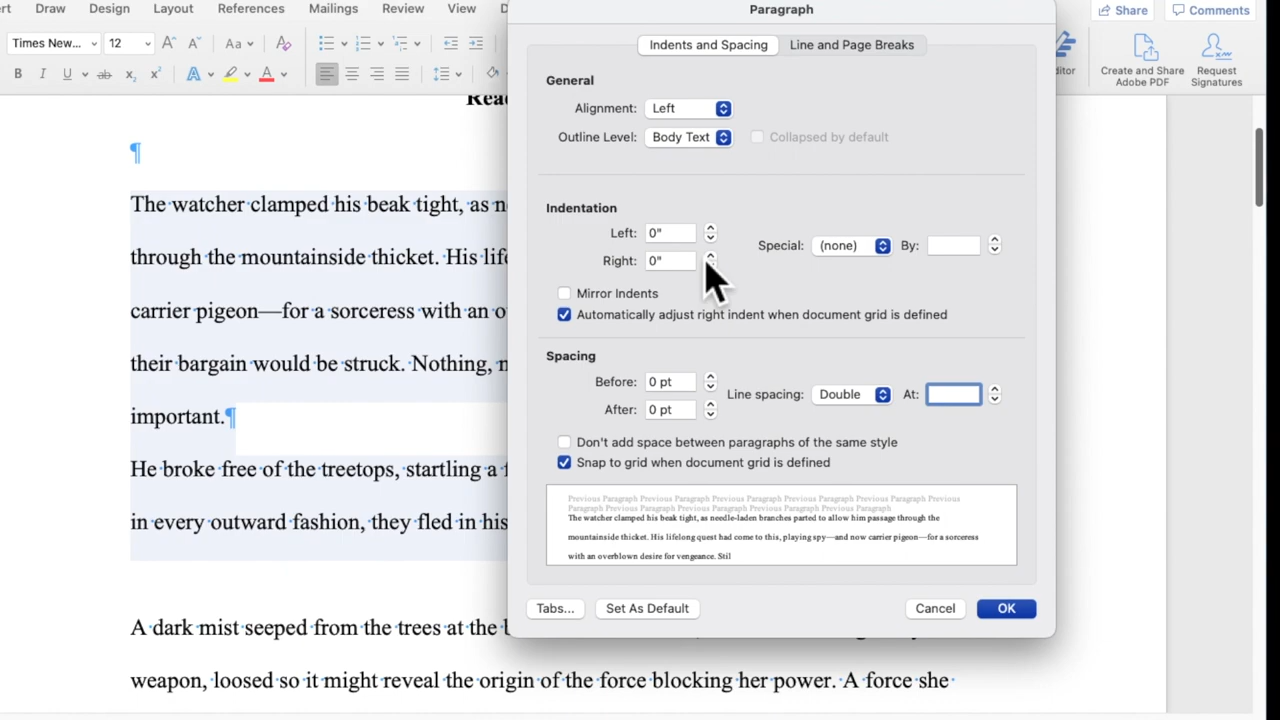 Draw Design Layout References Mailings Review View
Paragraph
Share Comments
Times New... 12
Aa
Create and Share
Adobe PDF
Request
Signatures
B I U ab x₂ x² A A
Indents and Spacing Line and Page Breaks
General
Alignment: Left
Outline Level: Body Text Collapsed by default
¶
The·watcher·clamped·his·beak·tight,·as·
through·the·mountainside·thicket.·His·
carrier·pigeon—for·a·sorceress·with·an·
their·bargain·would·be·struck.·Nothing,·
important.¶
He·broke·free·of·the·treetops,·startling·a·
in·every·outward·fashion,·they·fled·in·his
Indentation
Left: 0"
Right: 0"
Special: (none) By:
Mirror Indents
Automatically adjust right indent when document grid is defined
Spacing
Before: 0 pt
After: 0 pt
Line spacing: Double At:
Don't add space between paragraphs of the same style
Snap to grid when document grid is defined
Previous Paragraph Previous Paragraph Previous Paragraph Previous Paragraph Previous Paragraph Previous
Paragraph Previous Paragraph Previous Paragraph Previous Paragraph Previous Paragraph
The watcher clamped his beak tight, as needle-laden branches parted to allow him passage through the
mountainside thicket. His lifelong quest had come to this, playing spy—and now carrier pigeon—for a sorceress
with an overblown desire for vengeance. Stil
Tabs... Set As Default Cancel OK
A·dark·mist·seeped·from·the·trees·at·the·
weapon,·loosed·so·it·might·reveal·the·origin·of·the·force·blocking·her·power.·A·force·she·